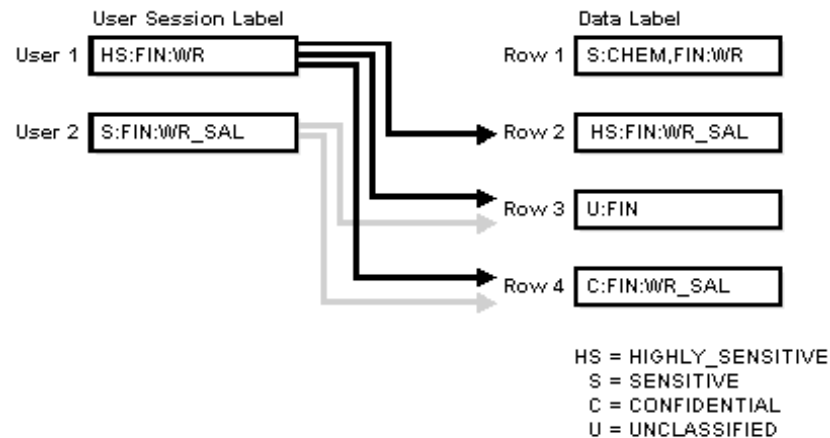 User Session Label Data Label
User 1 HS:FIN:WR Row 1 S:CHEM,FIN:WR
User 2 S:FIN:WR_SAL Row 2 HS:FIN:WR_SAL
Row 3 U:FIN
Row 4 C:FIN:WR_SAL
HS = HIGHLY_SENSITIVE
S = SENSITIVE
C = CONFIDENTIAL
U = UNCLASSIFIED